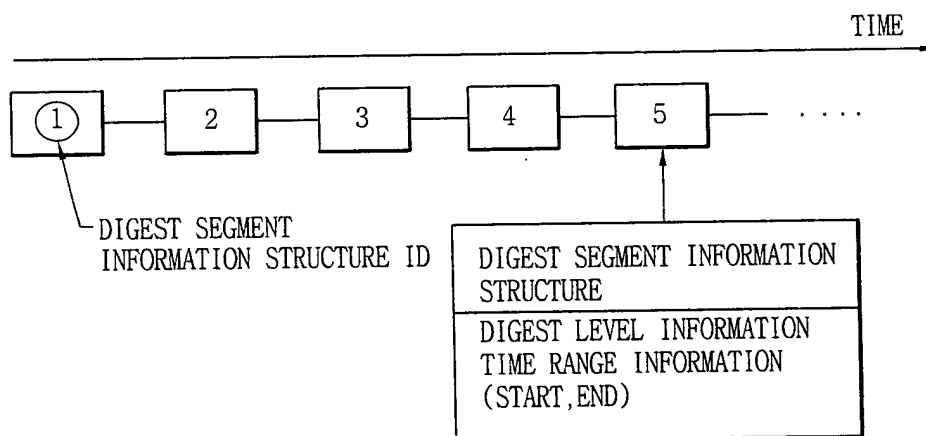 TIME
1 2 3 4 5 ....
DIGEST SEGMENT
INFORMATION STRUCTURE ID
DIGEST SEGMENT INFORMATION
STRUCTURE
DIGEST LEVEL INFORMATION
TIME RANGE INFORMATION
(START,END)